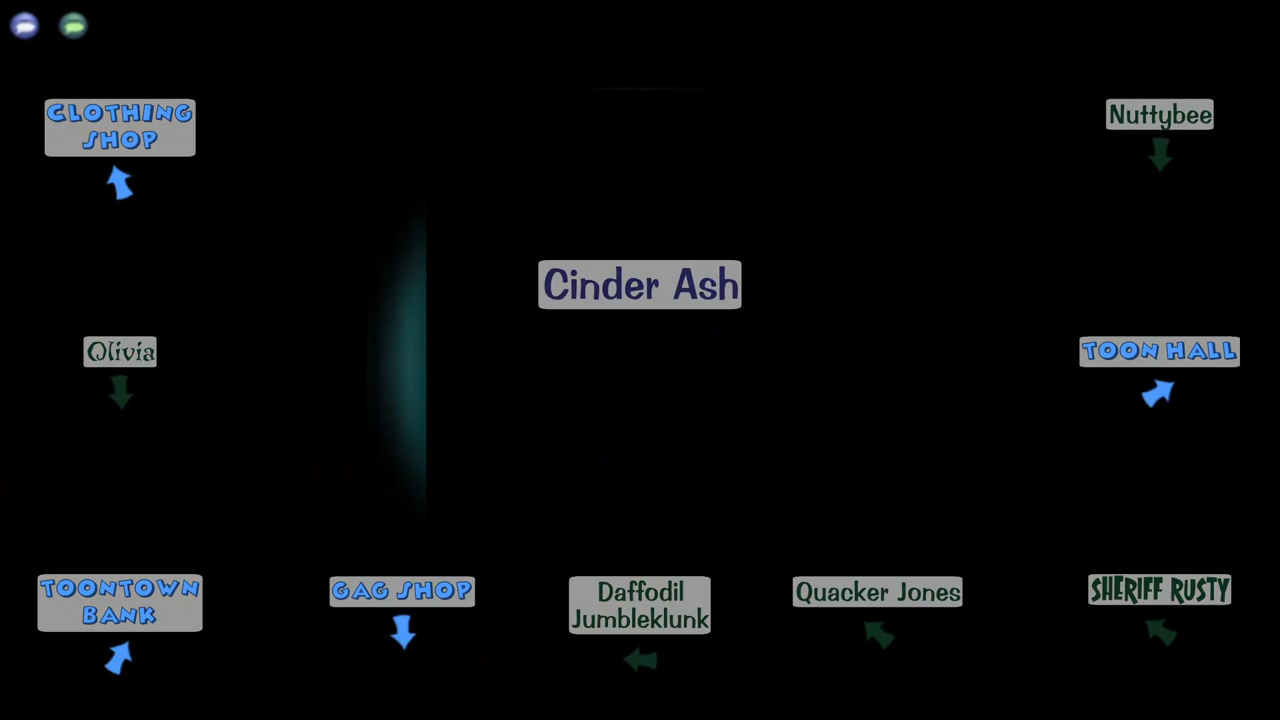 CLOTHING
SHOP
Nuttybee
Cinder Ash
Olivia
TOON HALL
TOONTOWN
BANK
GAG SHOP
Daffodil
Jumbleklunk
Quacker Jones
SHERIFF RUSTY